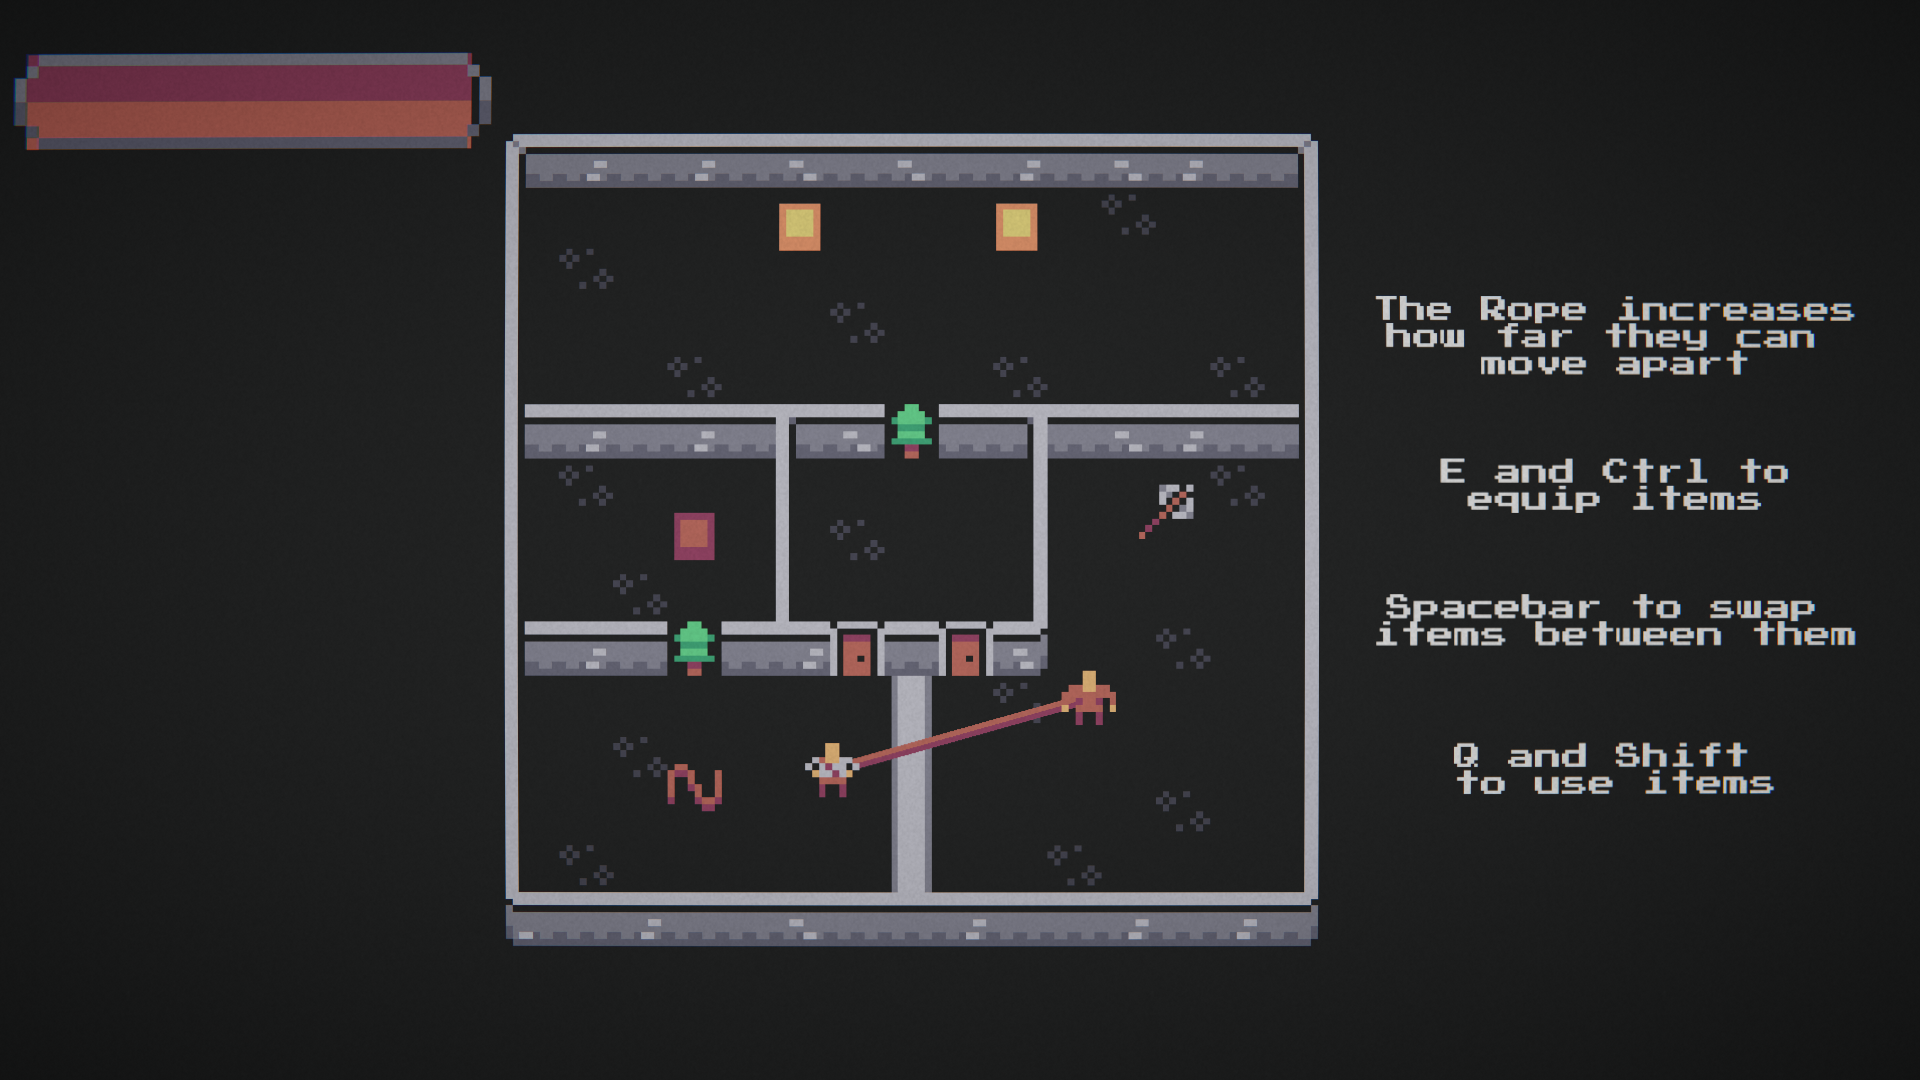 The Rope increases
how far they can
move apart
E and Ctrl to
equip items
Spacebar to swap
items between them
Q and Shift
to use items